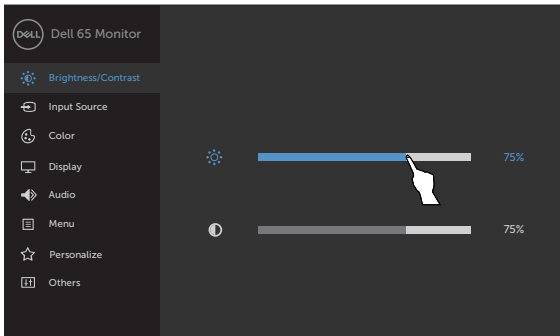 DELL Dell 65 Monitor
Brightness/Contrast
Input Source
Color
Display
Audio
Menu
Personalize
Others
75%
75%